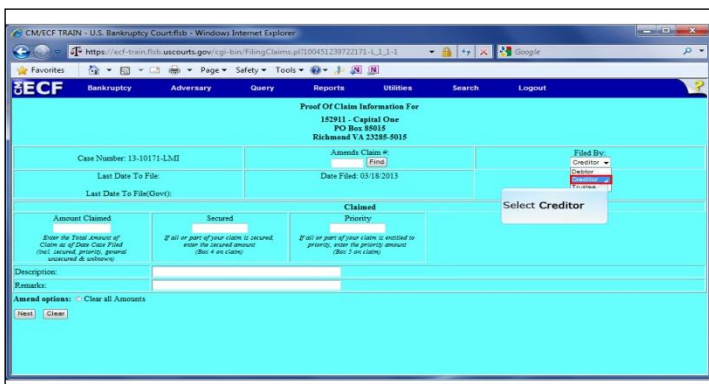 CM/ECF TRAIN - U.S. Bankruptcy Court:flsb - Windows Internet Explorer
https://ecf-train.flsb.uscourts.gov/cgi-bin/FilingClaims.pl?100451239722171-L_1_1-1
Google
Favorites Page Safety Tools
ECF Bankruptcy Adversary Query Reports Utilities Search Logout ?
Proof Of Claim Information For
152911 - Capital One
PO Box 85015
Richmond VA 23285-5015
Case Number: 13-10171-LMI
Amends Claim #:
Find
Filed By:
Creditor
Debtor
Creditor
Trustee
Last Date To File:
Last Date To File(Govt):
Date Filed: 03/18/2013
Select Creditor
Claimed
Amount Claimed Secured Priority
Enter the Total Amount of
Claim as of Date Case Filed
(incl. secured, priority, general
unsecured & unknown)
If all or part of your claim is secured,
enter the secured amount
(Box 4 on claim)
If all or part of your claim is entitled to
priority, enter the priority amount
(Box 5 on claim)
Description:
Remarks:
Amend options: Clear all Amounts
Next Clear